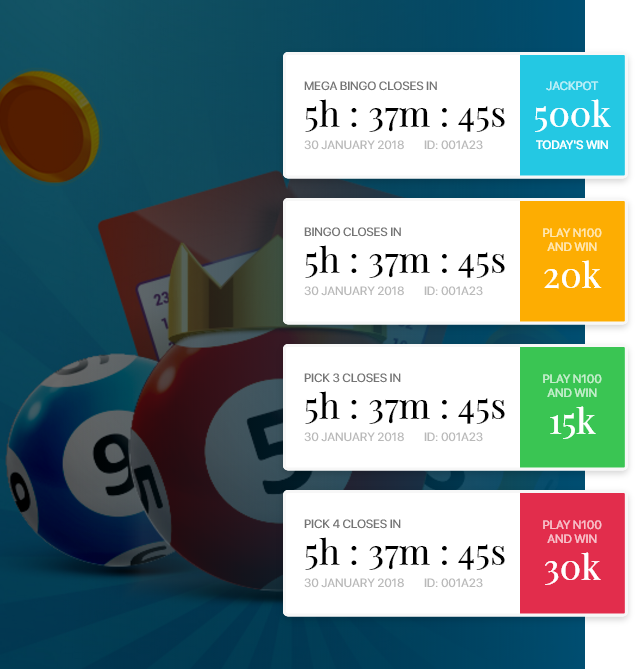 MEGA BINGO CLOSES IN
5h : 37m : 45s
30 JANUARY 2018 ID: 001A23
JACKPOT
500k
TODAY'S WIN
BINGO CLOSES IN
5h : 37m : 45s
30 JANUARY 2018 ID: 001A23
PLAY N100
AND WIN
20k
PICK 3 CLOSES IN
5h : 37m : 45s
30 JANUARY 2018 ID: 001A23
PLAY N100
AND WIN
15k
PICK 4 CLOSES IN
5h : 37m : 45s
30 JANUARY 2018 ID: 001A23
PLAY N100
AND WIN
30k
23
9
5